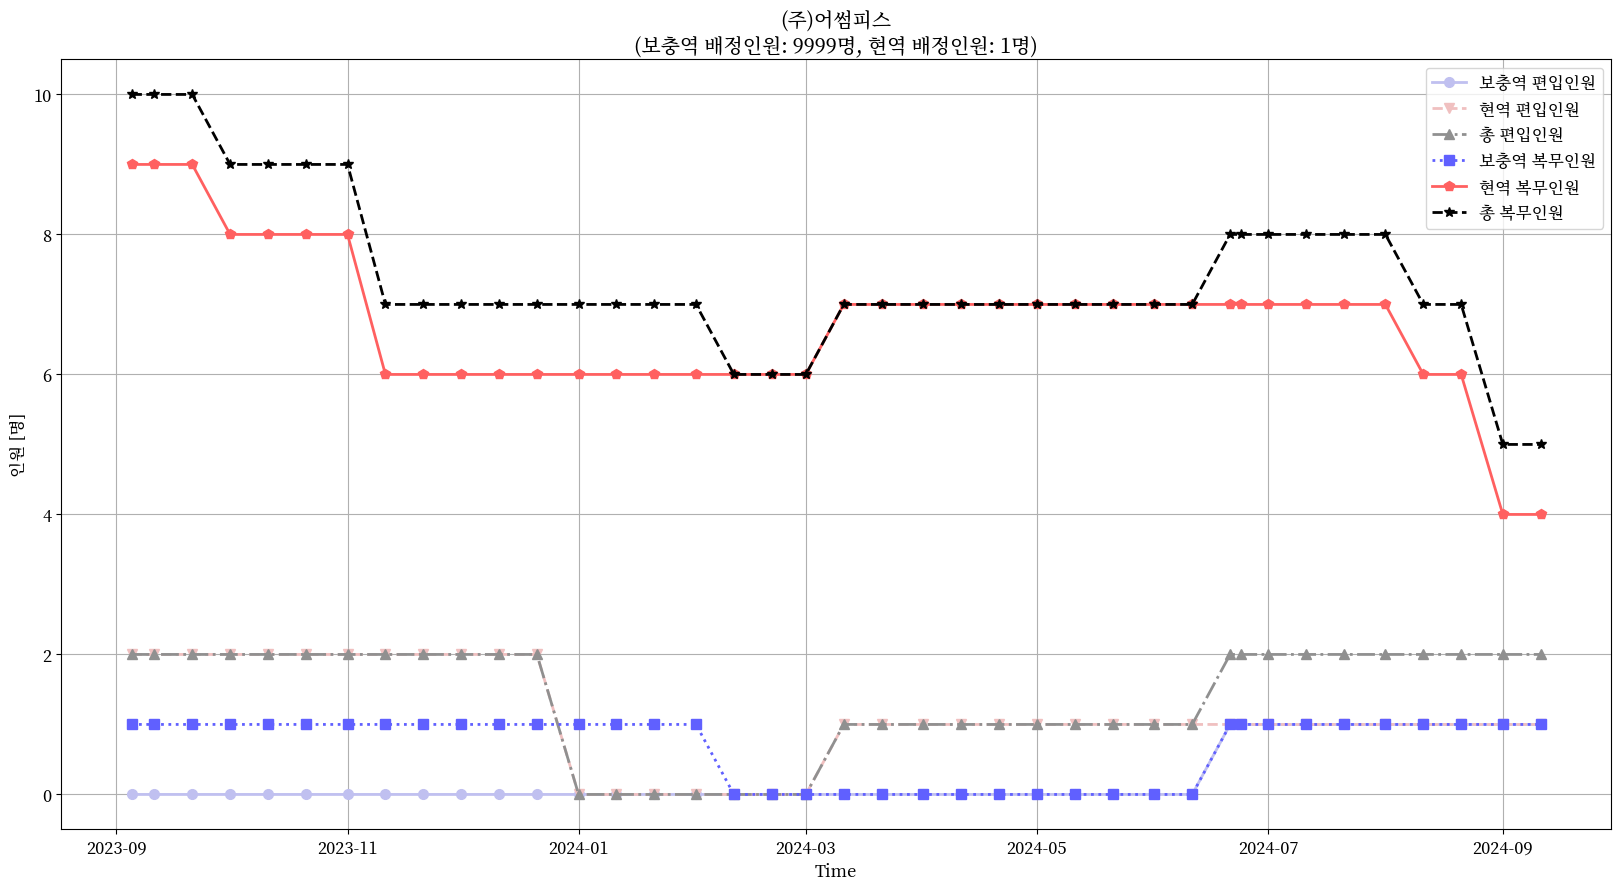 (주)어썸피스
(보충역 배정인원: 9999명, 현역 배정인원: 1명)
보충역 편입인원
현역 편입인원
총 편입인원
보충역 복무인원
현역 복무인원
총 복무인원
인원 [명]
10
8
6
4
2
0
2023-09
2023-11
2024-01
2024-03
2024-05
2024-07
2024-09
Time